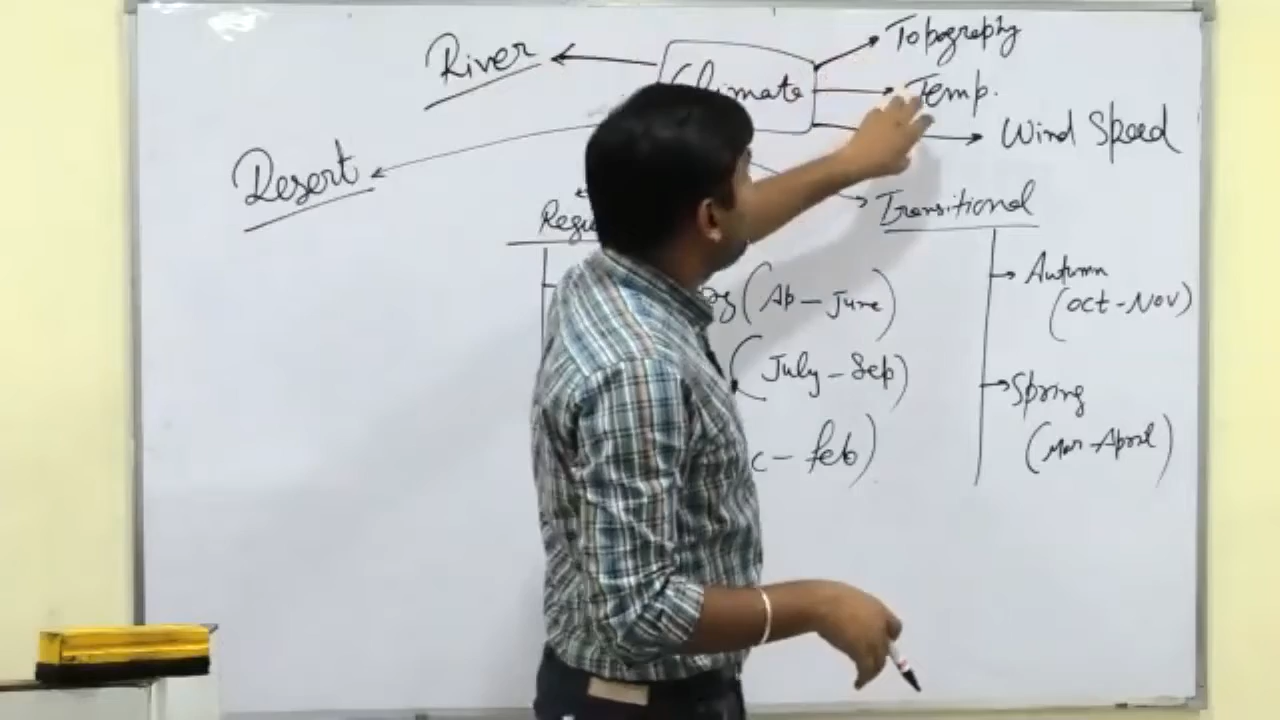 River
Climate
Topography
Temp.
Wind Speed
Desert
Transitional
Autumn
(Ap - June)
(Oct - Nov)
(July - Sep)
Spring
- feb)
(Mar - April)